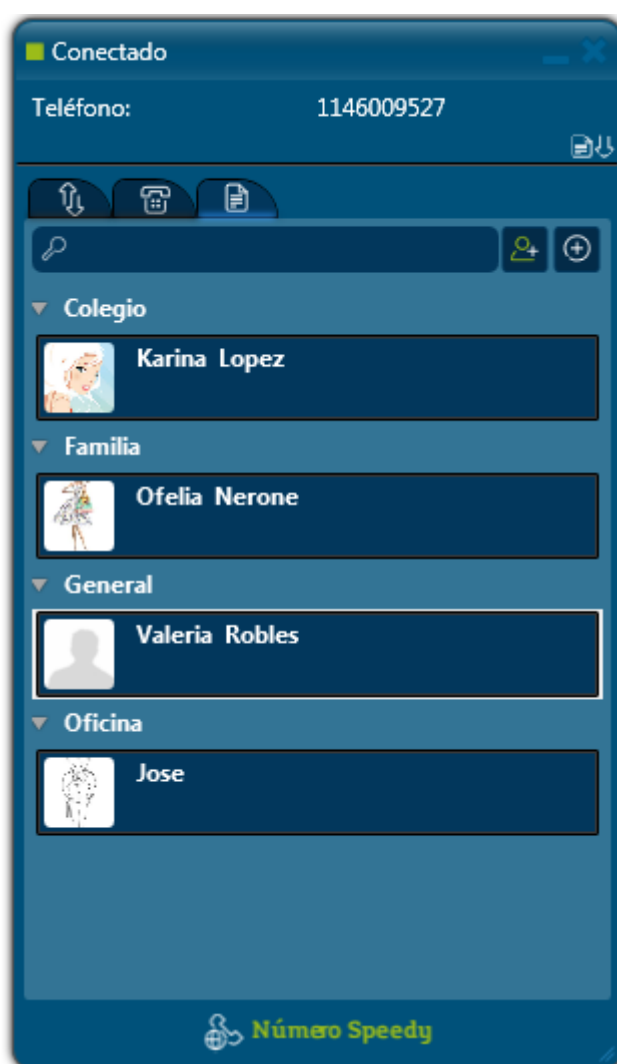 Conectado
Teléfono: 1146009527
Colegio
Karina Lopez
Familia
Ofelia Nerone
General
Valeria Robles
Oficina
Jose
Número Speedy